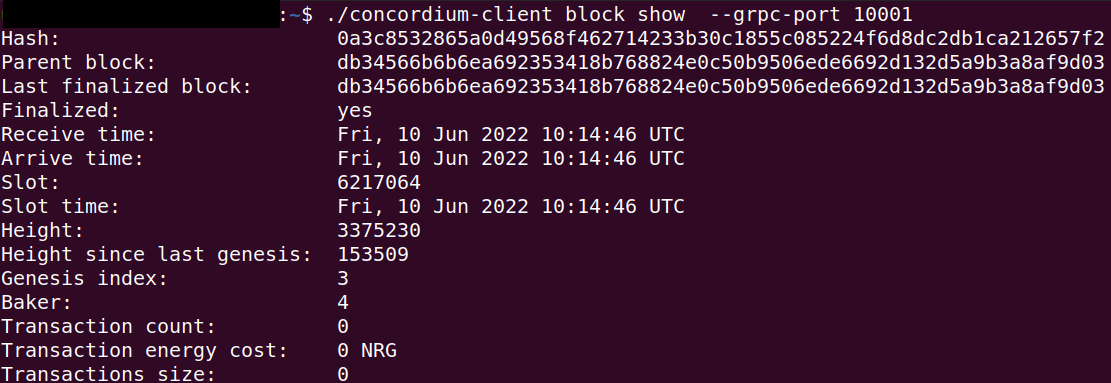 :~$ ./concordium-client block show  --grpc-port 10001
Hash:                       0a3c8532865a0d49568f462714233b30c1855c085224f6d8dc2db1ca212657f2
Parent block:               db34566b6b6ea692353418b768824e0c50b9506ede6692d132d5a9b3a8af9d03
Last finalized block:       db34566b6b6ea692353418b768824e0c50b9506ede6692d132d5a9b3a8af9d03
Finalized:                  yes
Receive time:               Fri, 10 Jun 2022 10:14:46 UTC
Arrive time:                Fri, 10 Jun 2022 10:14:46 UTC
Slot:                       6217064
Slot time:                  Fri, 10 Jun 2022 10:14:46 UTC
Height:                     3375230
Height since last genesis:  153509
Genesis index:              3
Baker:                      4
Transaction count:          0
Transaction energy cost:    0 NRG
Transactions size:          0